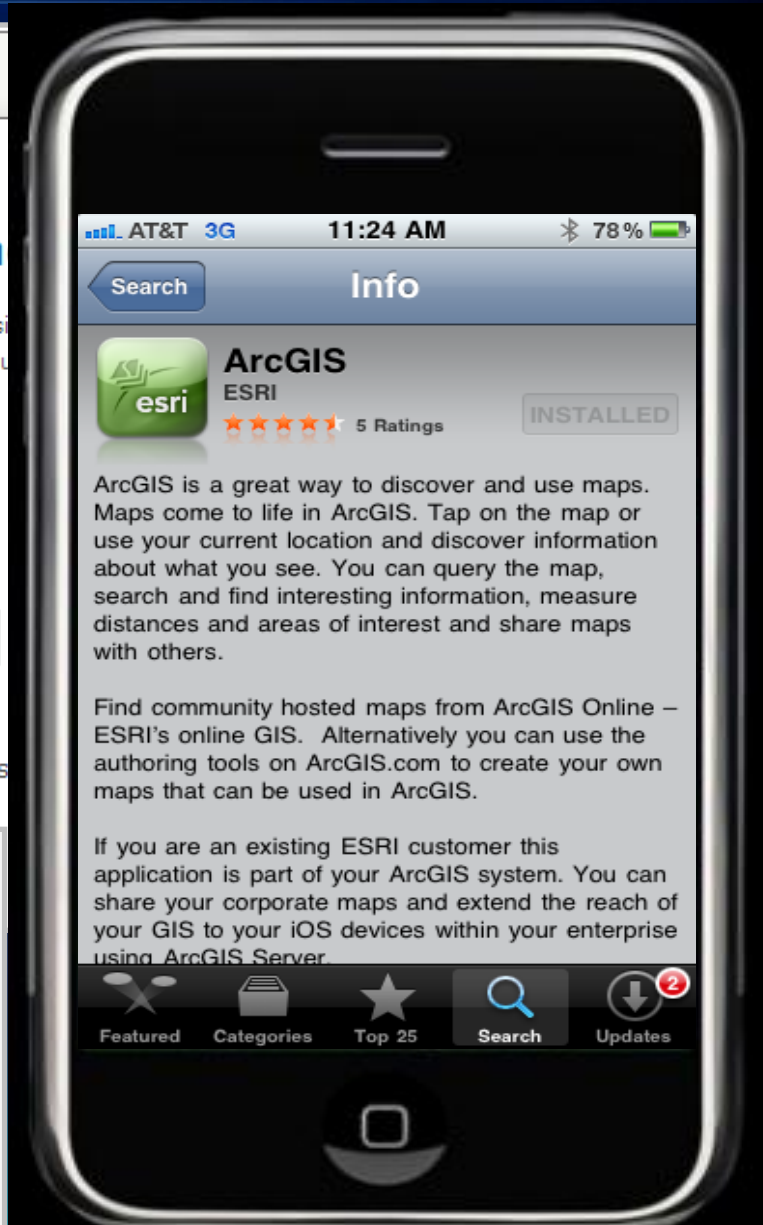 AT&T 3G 11:24 AM 78%
Search Info
esri
ArcGIS
ESRI
5 Ratings
INSTALLED
ArcGIS is a great way to discover and use maps.
Maps come to life in ArcGIS. Tap on the map or
use your current location and discover information
about what you see. You can query the map,
search and find interesting information, measure
distances and areas of interest and share maps
with others.
Find community hosted maps from ArcGIS Online –
ESRI's online GIS.  Alternatively you can use the
authoring tools on ArcGIS.com to create your own
maps that can be used in ArcGIS.
If you are an existing ESRI customer this
application is part of your ArcGIS system. You can
share your corporate maps and extend the reach of
your GIS to your iOS devices within your enterprise
using ArcGIS Server.
2
Featured Categories Top 25 Search Updates